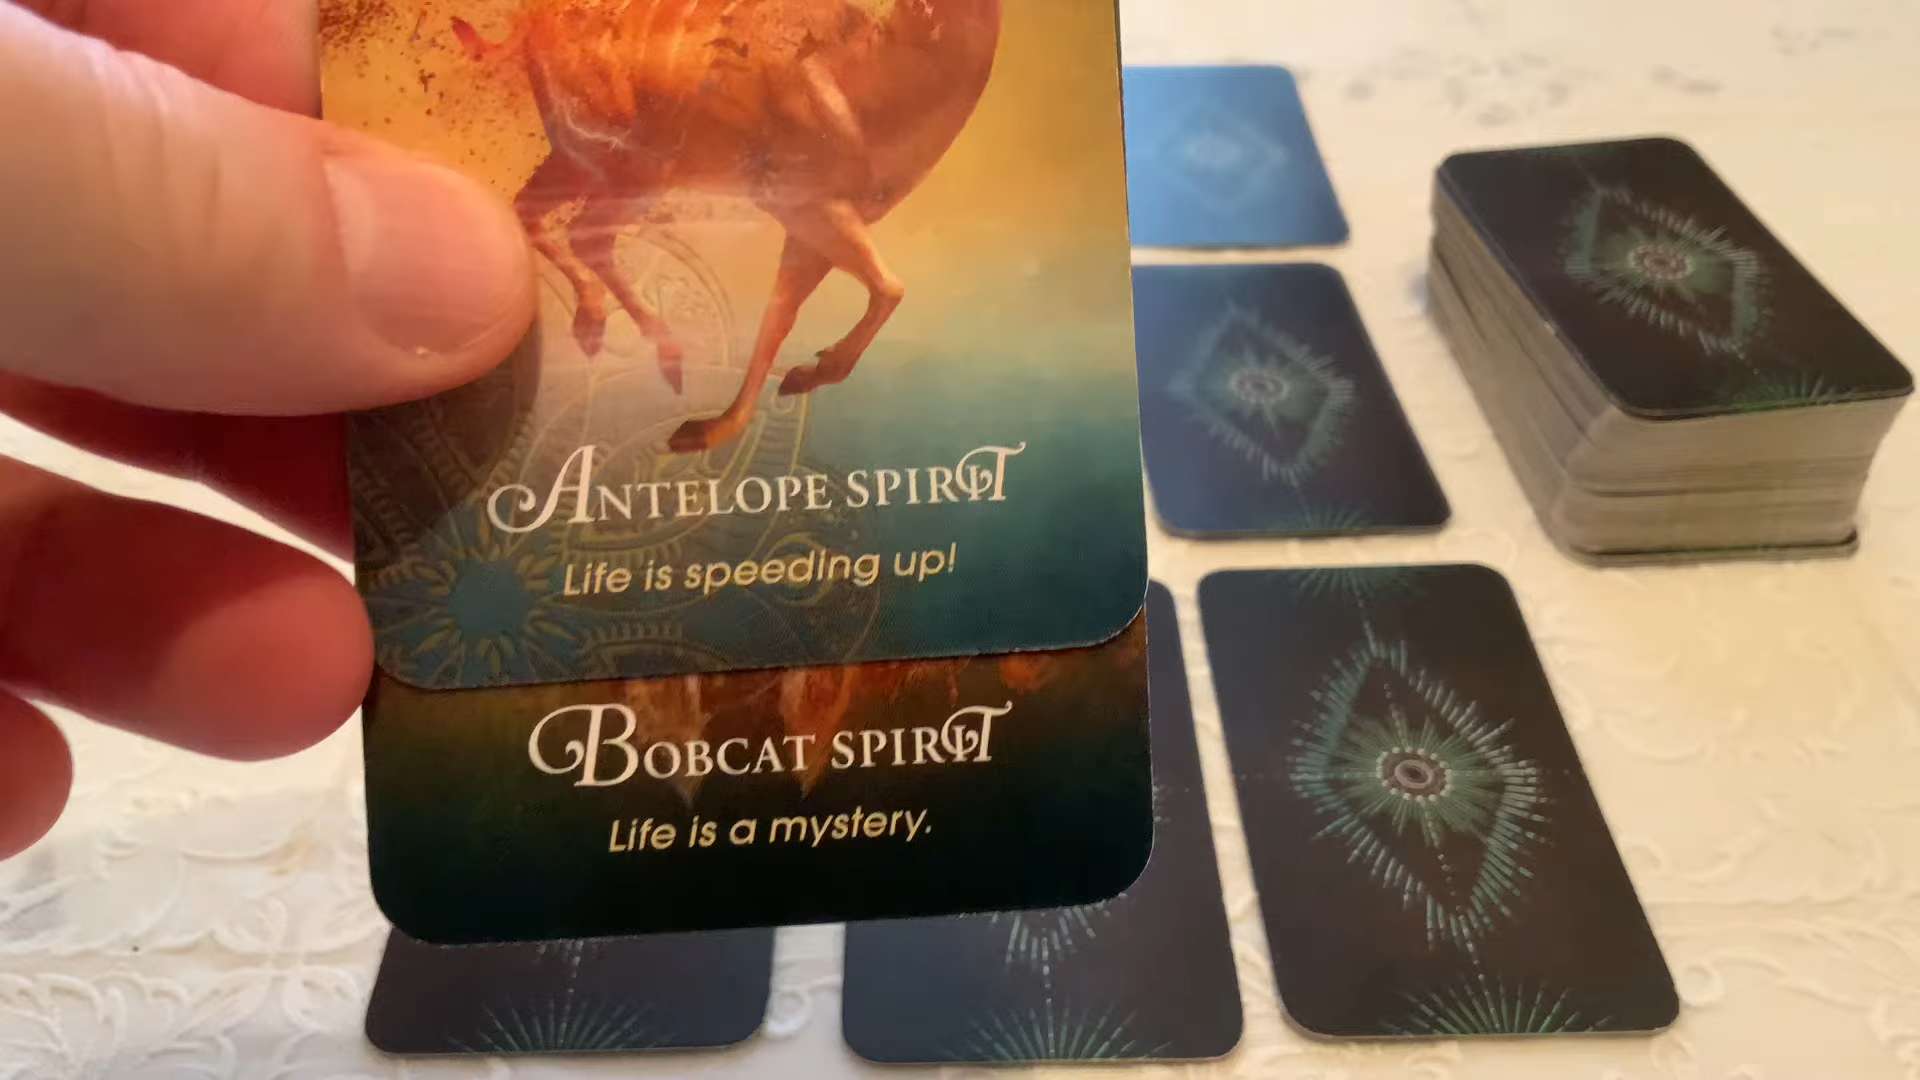 ANTELOPE SPIRIT
Life is speeding up!
BOBCAT SPIRIT
Life is a mystery.